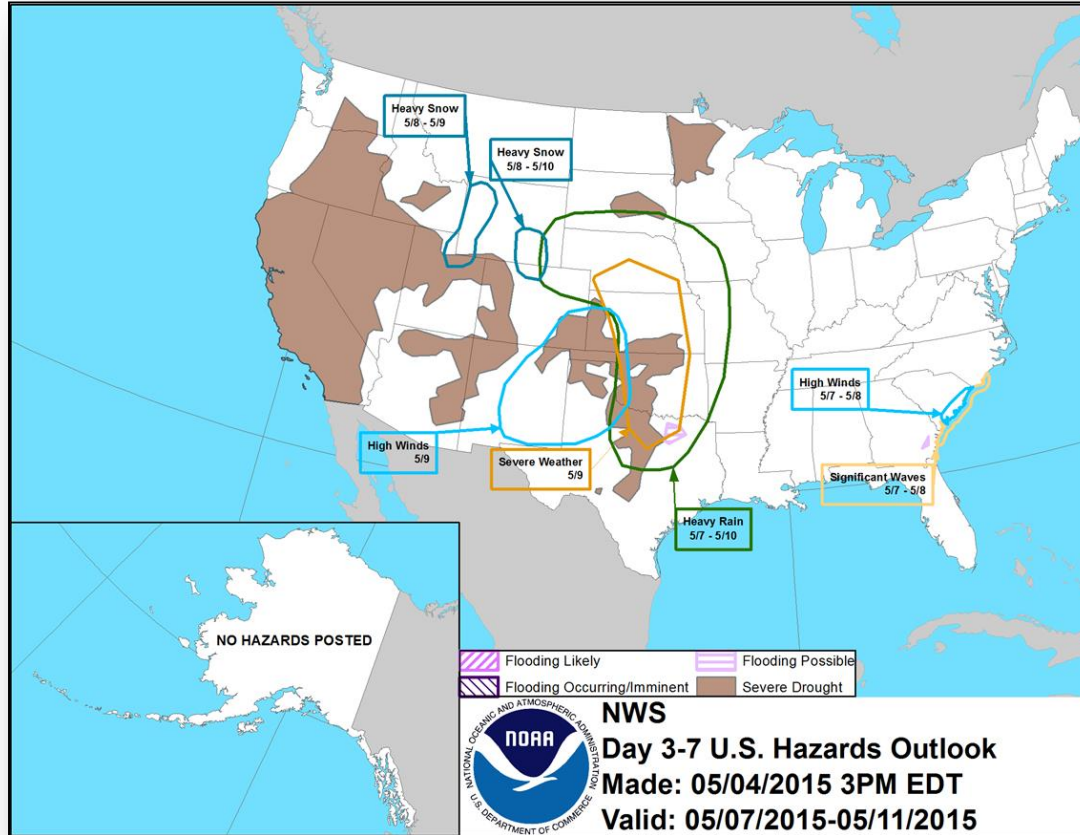 Heavy Snow
5/8 - 5/9
Heavy Snow
5/8 - 5/10
High Winds
5/7 - 5/8
High Winds
5/9
Severe Weather
5/9
Significant Waves
5/7 - 5/8
Heavy Rain
5/7 - 5/10
NO HAZARDS POSTED
Flooding Likely
Flooding Possible
Flooding Occurring/Imminent
Severe Drought
NATIONAL OCEANIC AND ATMOSPHERIC ADMINISTRATION
NOAA
U.S. DEPARTMENT OF COMMERCE
NWS
Day 3-7 U.S. Hazards Outlook
Made: 05/04/2015 3PM EDT
Valid: 05/07/2015-05/11/2015